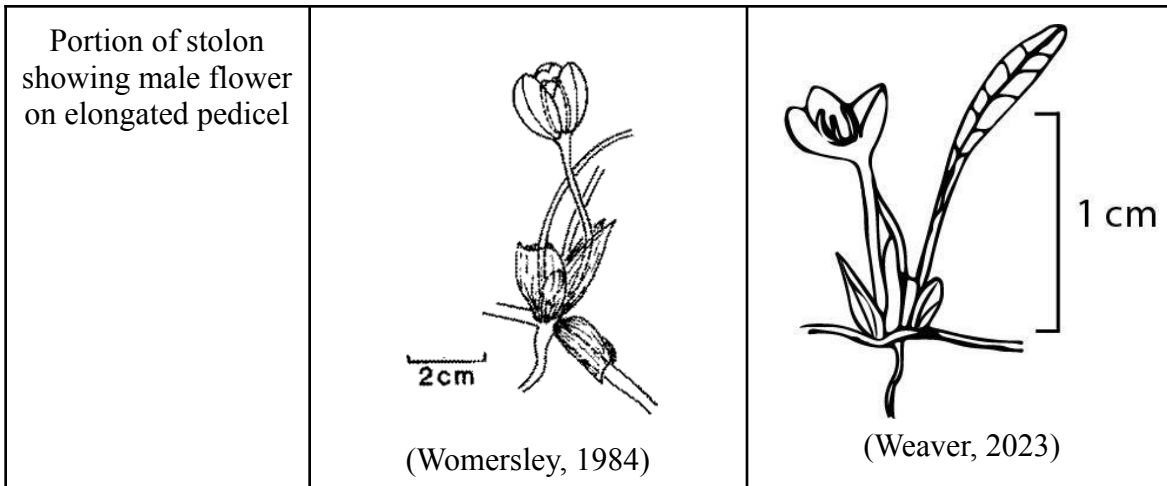 Portion of stolon
showing male flower
on elongated pedicel
2cm
(Womersley, 1984)
1 cm
(Weaver, 2023)